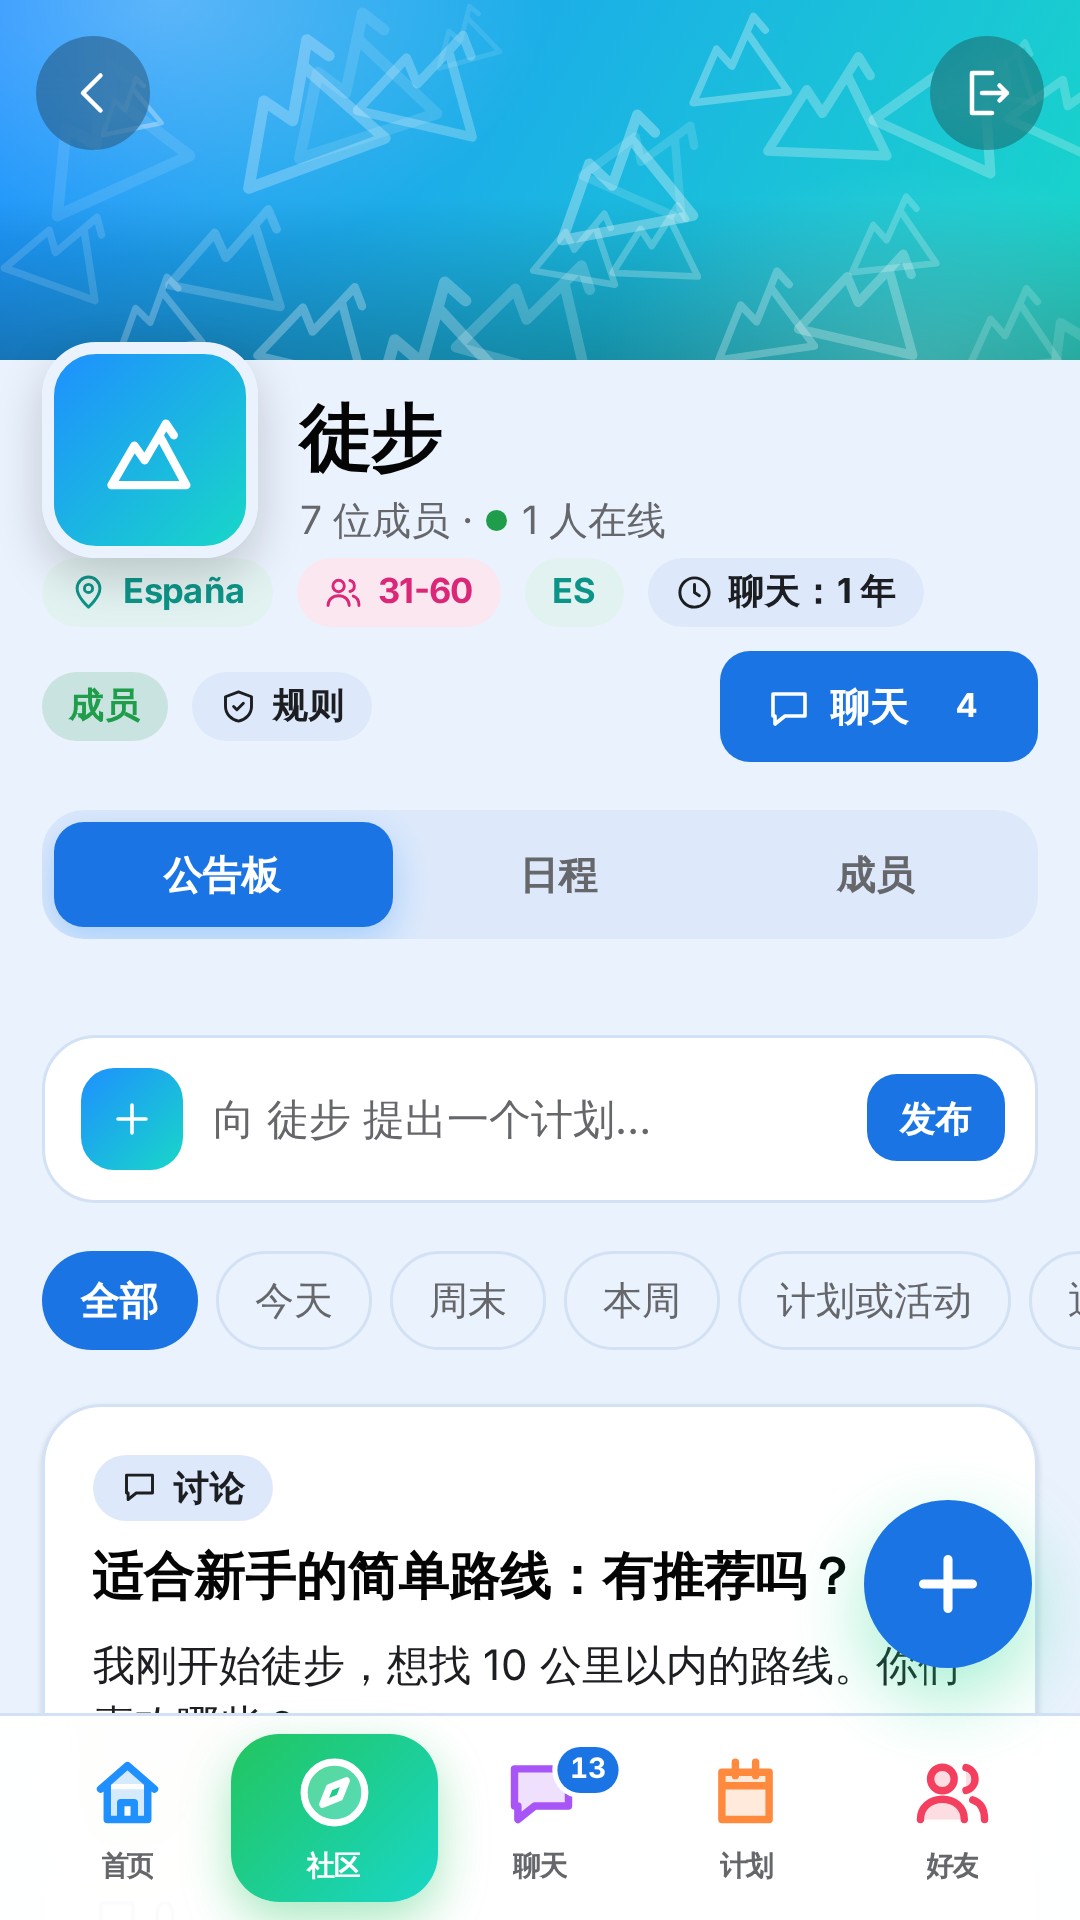 徒步
7 位成员 · 1 人在线
España
31-60
ES
聊天：1 年
成员
规则
聊天 4
公告板
日程
成员
向 徒步 提出一个计划...
发布
全部
今天
周末
本周
计划或活动
讨论
适合新手的简单路线：有推荐吗？
我刚开始徒步，想找 10 公里以内的路线。你们
13
首页
社区
聊天
计划
好友